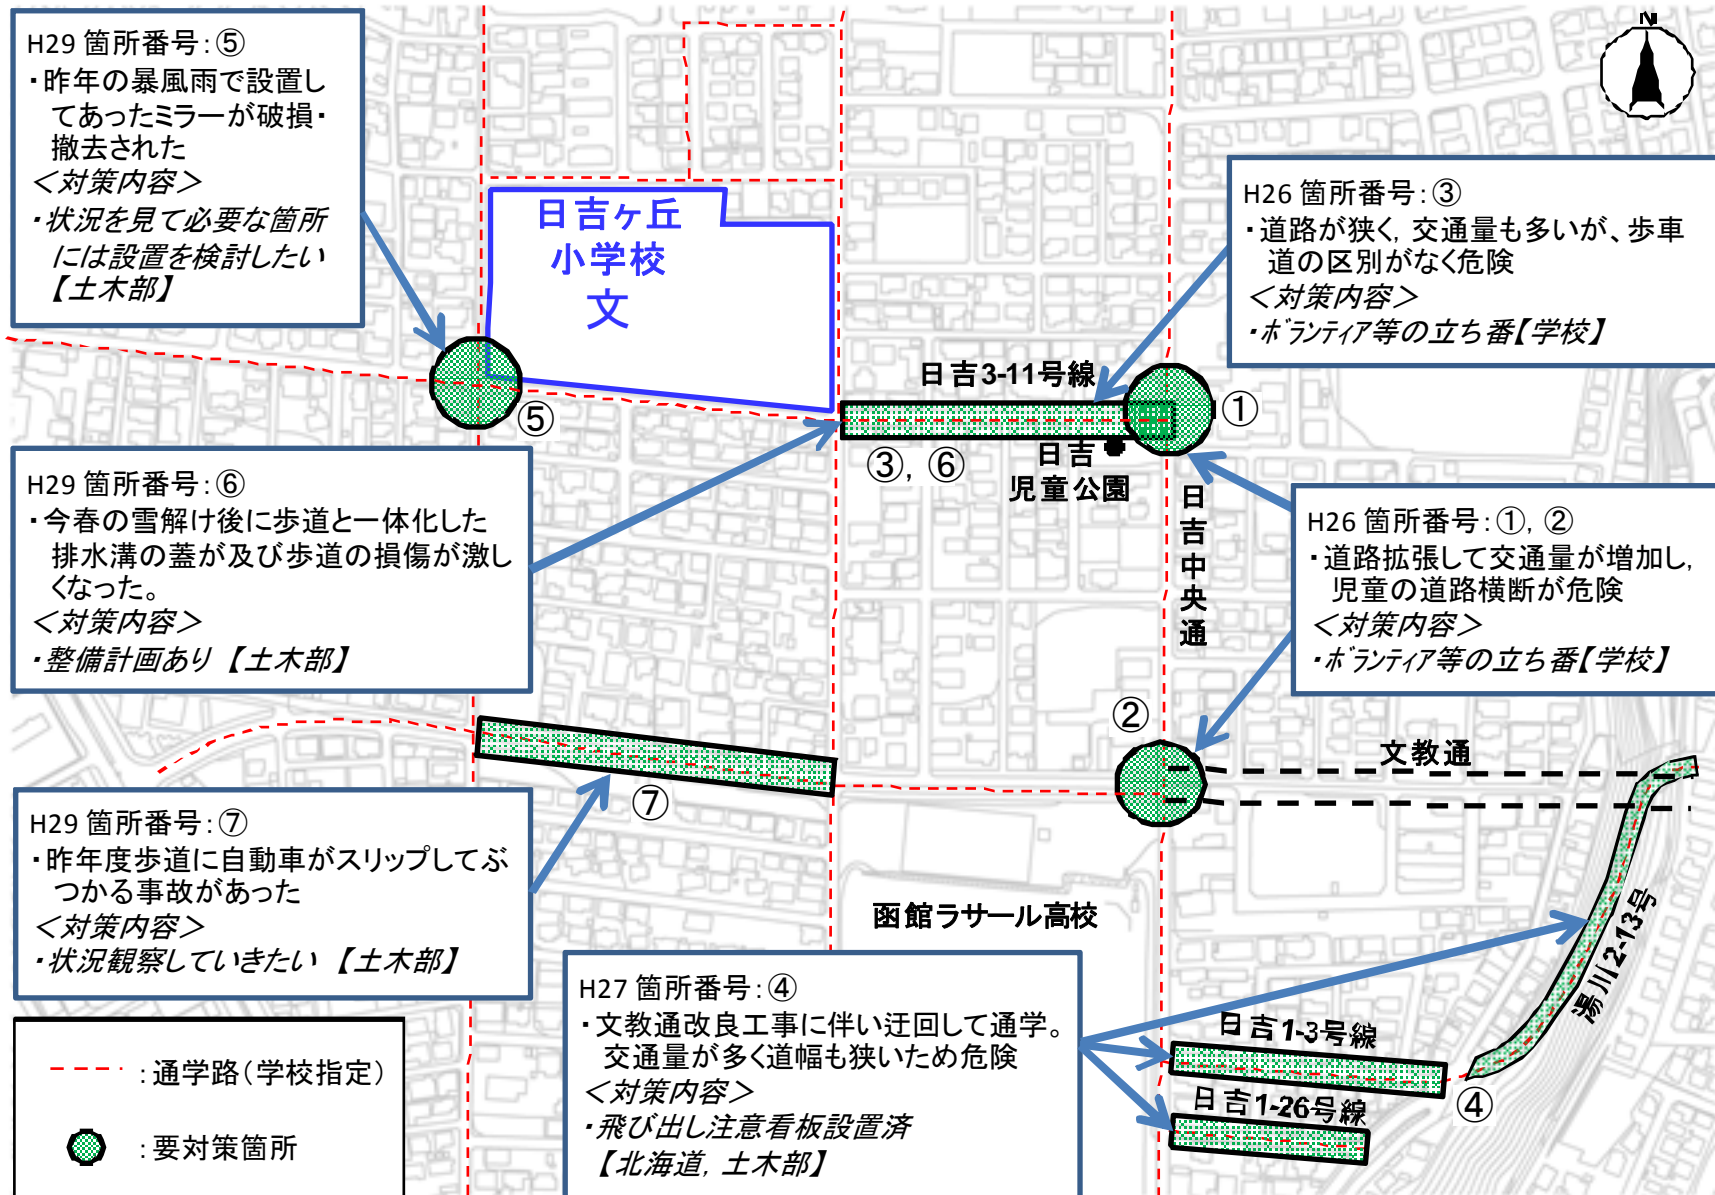 H29 箇所番号:⑤
・昨年の暴風雨で設置し
てあったミラーが破損・
撤去された
＜対策内容＞
・状況を見て必要な箇所
には設置を検討したい
【土木部】
日吉ヶ丘
小学校
文
N
H26 箇所番号:③
・道路が狭く,交通量も多いが、歩車
道の区別がなく危険
＜対策内容＞
・ボランティア等の立ち番【学校】
日吉3-11号線
①
⑤
③, ⑥
日吉
児童公園
日吉中央通
H29 箇所番号:⑥
・今春の雪解け後に歩道と一体化した
排水溝の蓋が及び歩道の損傷が激し
くなった。
＜対策内容＞
・整備計画あり 【土木部】
H26 箇所番号:①, ②
・道路拡張して交通量が増加し,
児童の道路横断が危険
＜対策内容＞
・ボランティア等の立ち番【学校】
②
文教通
⑦
H29 箇所番号:⑦
・昨年度歩道に自動車がスリップしてぶ
つかる事故があった
＜対策内容＞
・状況観察していきたい 【土木部】
函館ラサール高校
湯川2-13号
H27 箇所番号:④
・文教通改良工事に伴い迂回して通学。
交通量が多く道幅も狭いため危険
＜対策内容＞
・飛び出し注意看板設置済
【北海道,土木部】
日吉1-3号線
④
日吉1-26号線
:通学路(学校指定)
:要対策箇所